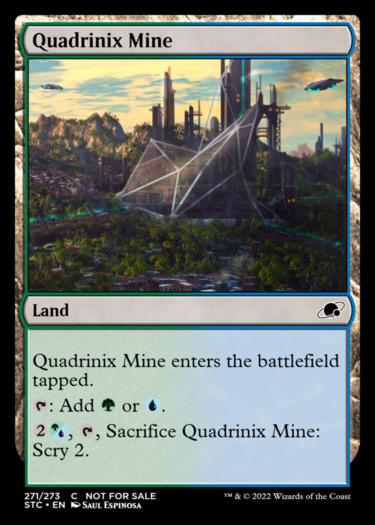 Quadrinix Mine
Land
Quadrinix Mine enters the battlefield
tapped.
: Add or .
2 , , Sacrifice Quadrinix Mine:
Scry 2.
271/273 C NOT FOR SALE
STC • EN Saul Espinosa
™ & © 2022 Wizards of the Coast